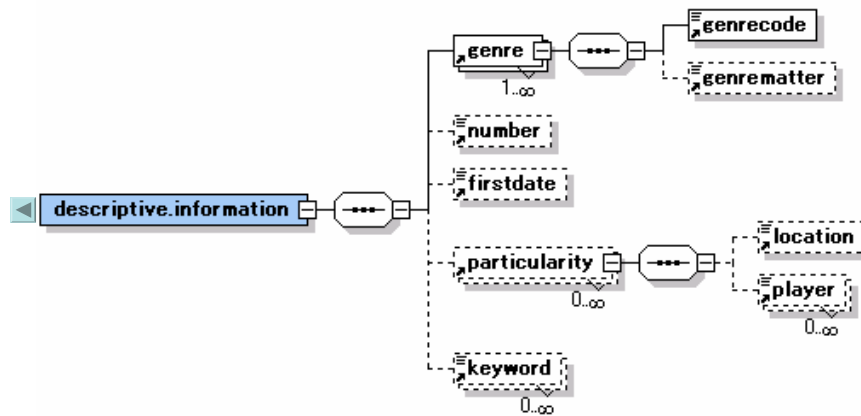 genrecode
genre
1..∞
genrematter
number
firstdate
descriptive.information
location
particularity
0..∞
player
0..∞
keyword
0..∞